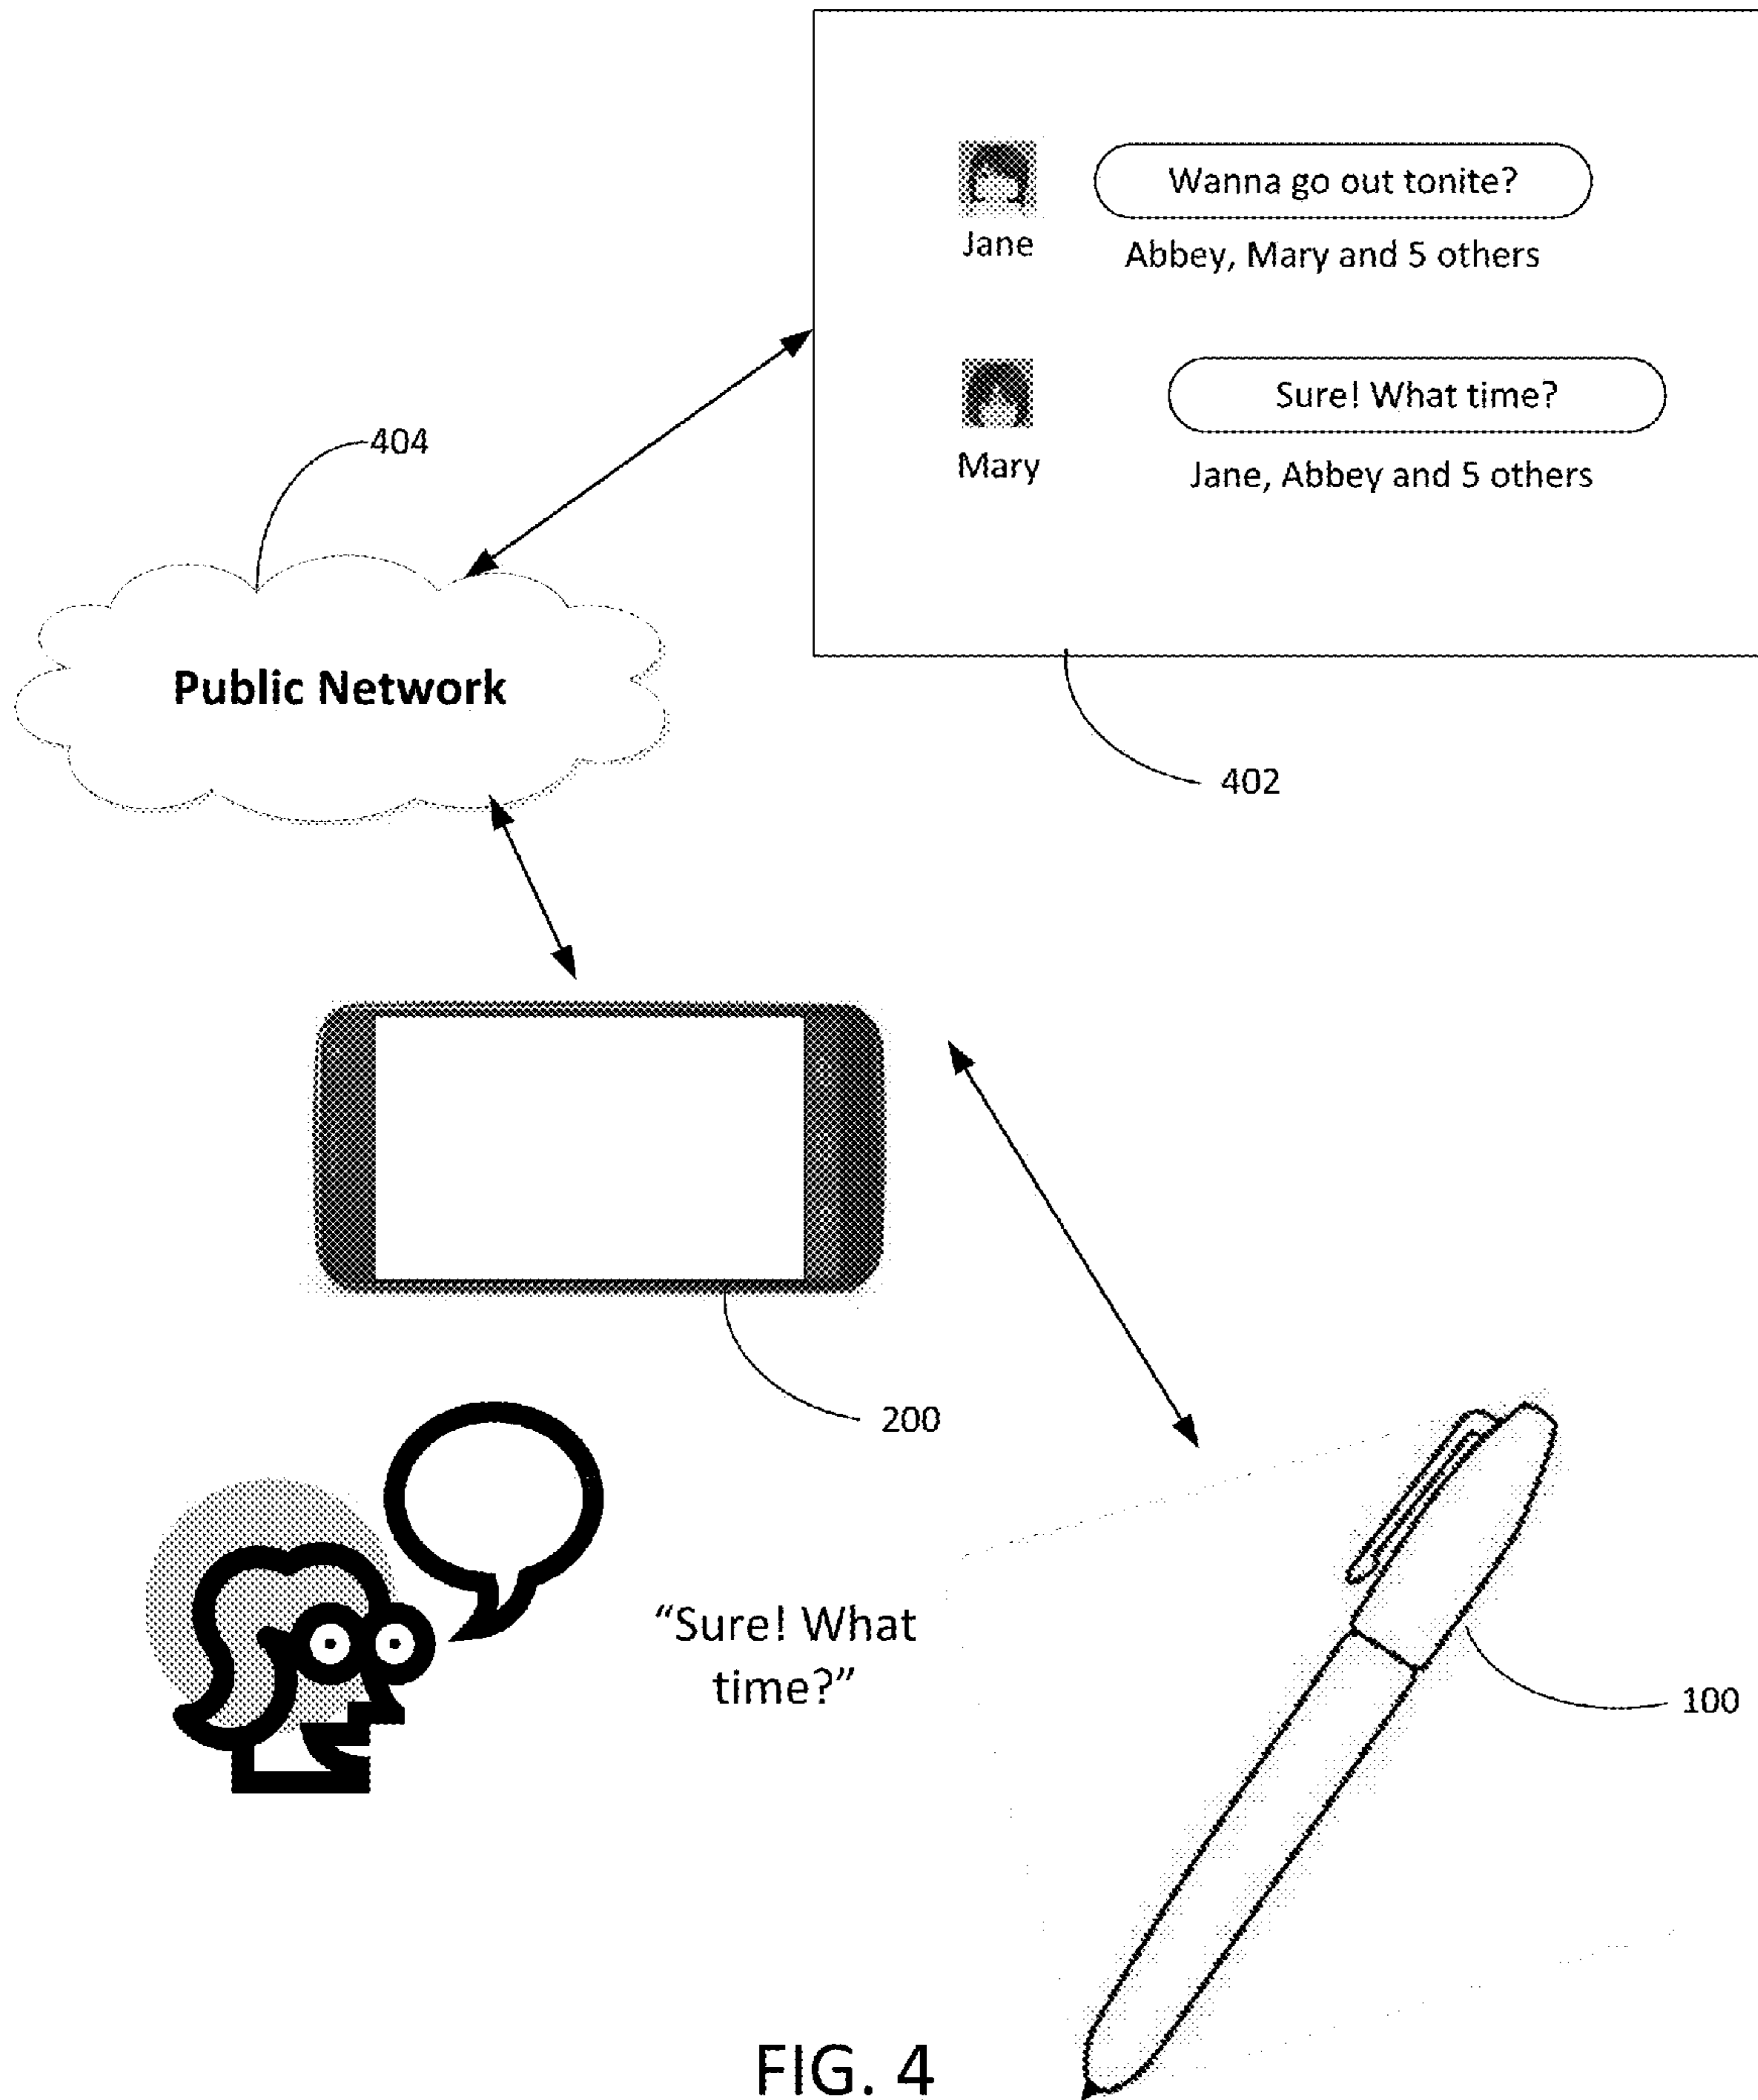 Wanna go out tonite?
Jane
Abbey, Mary and 5 others
Sure! What time?
Mary
Jane, Abbey and 5 others
404
Public Network
402
200
“Sure! What
time?”
100
FIG. 4